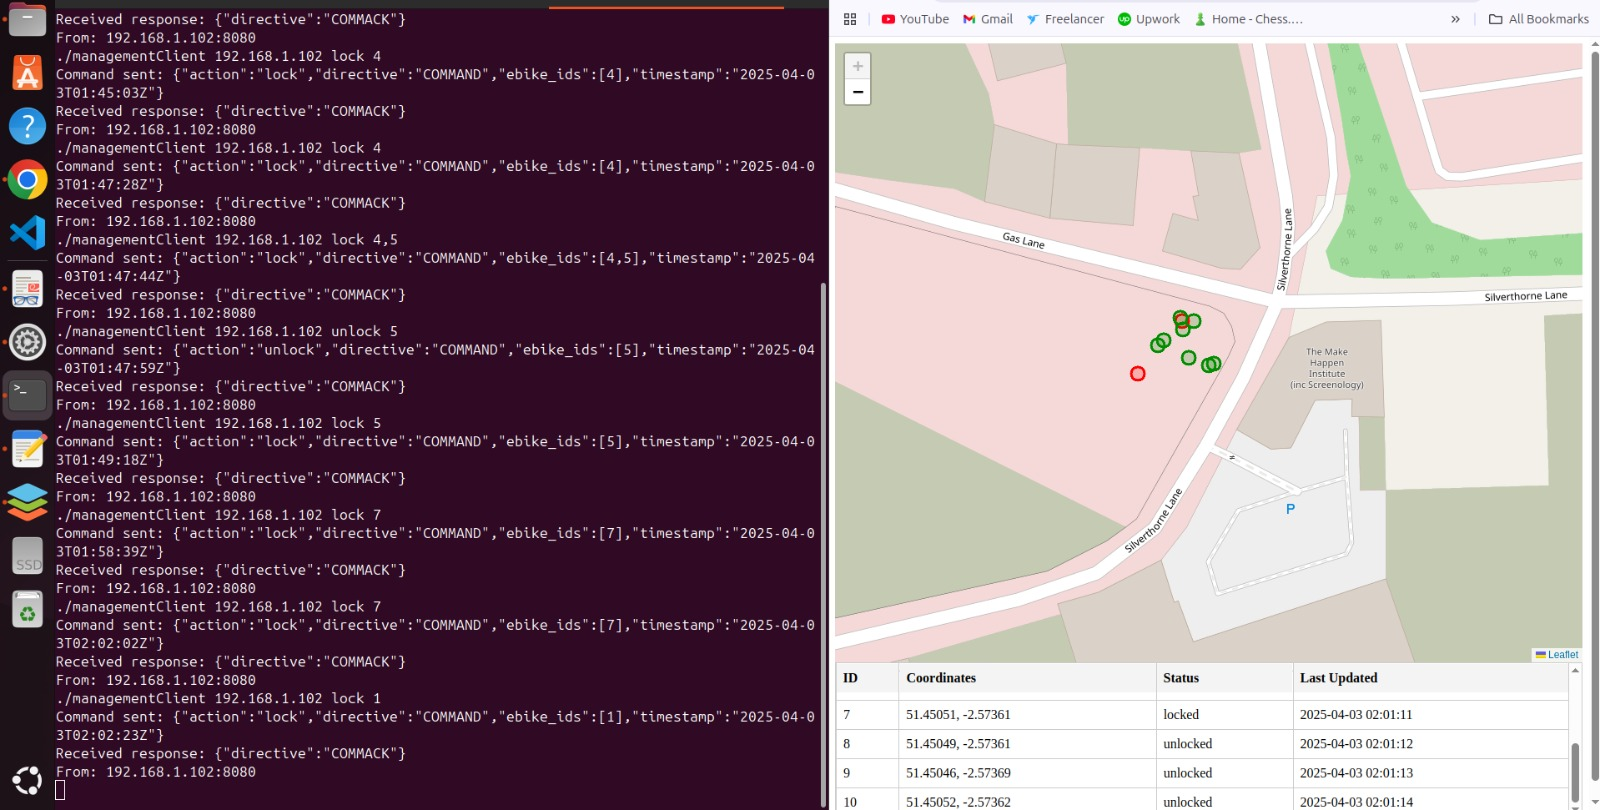 Received response: {"directive":"COMMACK"}
From: 192.168.1.102:8080
./managementClient 192.168.1.102 lock 4
Command sent: {"action":"lock","directive":"COMMAND","ebike_ids":[4],"timestamp":"2025-04-0
3T01:45:03Z"}
Received response: {"directive":"COMMACK"}
From: 192.168.1.102:8080
./managementClient 192.168.1.102 lock 4
Command sent: {"action":"lock","directive":"COMMAND","ebike_ids":[4],"timestamp":"2025-04-0
3T01:47:28Z"}
Received response: {"directive":"COMMACK"}
From: 192.168.1.102:8080
./managementClient 192.168.1.102 lock 4,5
Command sent: {"action":"lock","directive":"COMMAND","ebike_ids":[4,5],"timestamp":"2025-04
-03T01:47:44Z"}
Received response: {"directive":"COMMACK"}
From: 192.168.1.102:8080
./managementClient 192.168.1.102 unlock 5
Command sent: {"action":"unlock","directive":"COMMAND","ebike_ids":[5],"timestamp":"2025-04
-03T01:47:59Z"}
Received response: {"directive":"COMMACK"}
From: 192.168.1.102:8080
./managementClient 192.168.1.102 lock 5
Command sent: {"action":"lock","directive":"COMMAND","ebike_ids":[5],"timestamp":"2025-04-0
3T01:49:18Z"}
Received response: {"directive":"COMMACK"}
From: 192.168.1.102:8080
./managementClient 192.168.1.102 lock 7
Command sent: {"action":"lock","directive":"COMMAND","ebike_ids":[7],"timestamp":"2025-04-0
3T01:58:39Z"}
Received response: {"directive":"COMMACK"}
From: 192.168.1.102:8080
./managementClient 192.168.1.102 lock 7
Command sent: {"action":"lock","directive":"COMMAND","ebike_ids":[7],"timestamp":"2025-04-0
3T02:02:02Z"}
Received response: {"directive":"COMMACK"}
From: 192.168.1.102:8080
./managementClient 192.168.1.102 lock 1
Command sent: {"action":"lock","directive":"COMMAND","ebike_ids":[1],"timestamp":"2025-04-0
3T02:02:23Z"}
Received response: {"directive":"COMMACK"}
From: 192.168.1.102:8080
SSD
YouTube Gmail Freelancer Upwork Home - Chess.... » All Bookmarks
+
−
Gas Lane
Silverthorne Lane
Silverthorne Lane
The Make
Happen
Institute
(inc Screenology)
P
Silverthorne Lane
Leaflet
ID Coordinates Status Last Updated
7 51.45051, -2.57361 locked 2025-04-03 02:01:11
8 51.45049, -2.57361 unlocked 2025-04-03 02:01:12
9 51.45046, -2.57369 unlocked 2025-04-03 02:01:13
10 51.45052, -2.57362 unlocked 2025-04-03 02:01:14